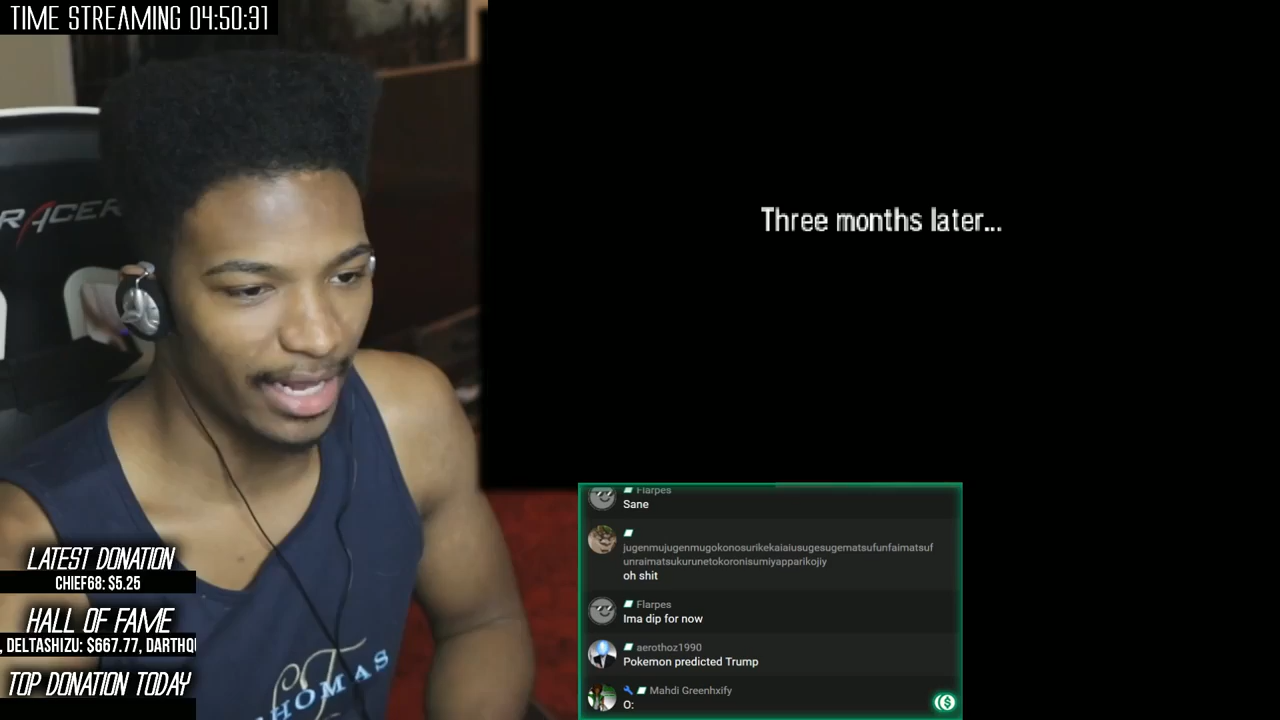 TIME STREAMING 04:50:31
RACER
Three months later...
Flarpes
Sane
jugenmujugenmugokonosurikekaiaiusugesugematsufunfaimatsuf
unraimatsukurunetokoronisumiyapparikojiy
oh shit
Flarpes
Ima dip for now
aerothoz1990
Pokemon predicted Trump
Mahdi Greenhxify
O:
LATEST DONATION
CHIEF68: $5.25
HALL OF FAME
, DELTASHIZU: $667.77, DARTHQU
TOP DONATION TODAY
ST
THOMAS